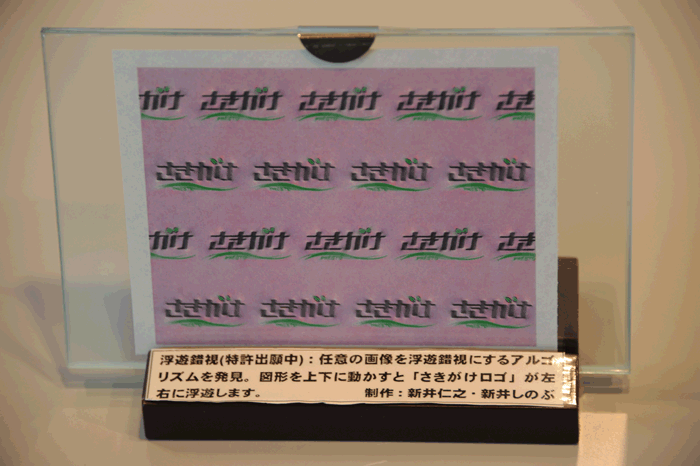 がけ さきがけ さきがけ さきがけ さき
さきがけ さきがけ さきがけ さきがけ
がけ さきがけ さきがけ さきがけ さき
さきがけ さきがけ さきがけ さきがけ
浮遊錯視(特許出願中):任意の画像を浮遊錯視にするアルゴ
リズムを発見。図形を上下に動かすと「さきがけロゴ」が左
右に浮遊します。 制作:新井仁之・新井しのぶ